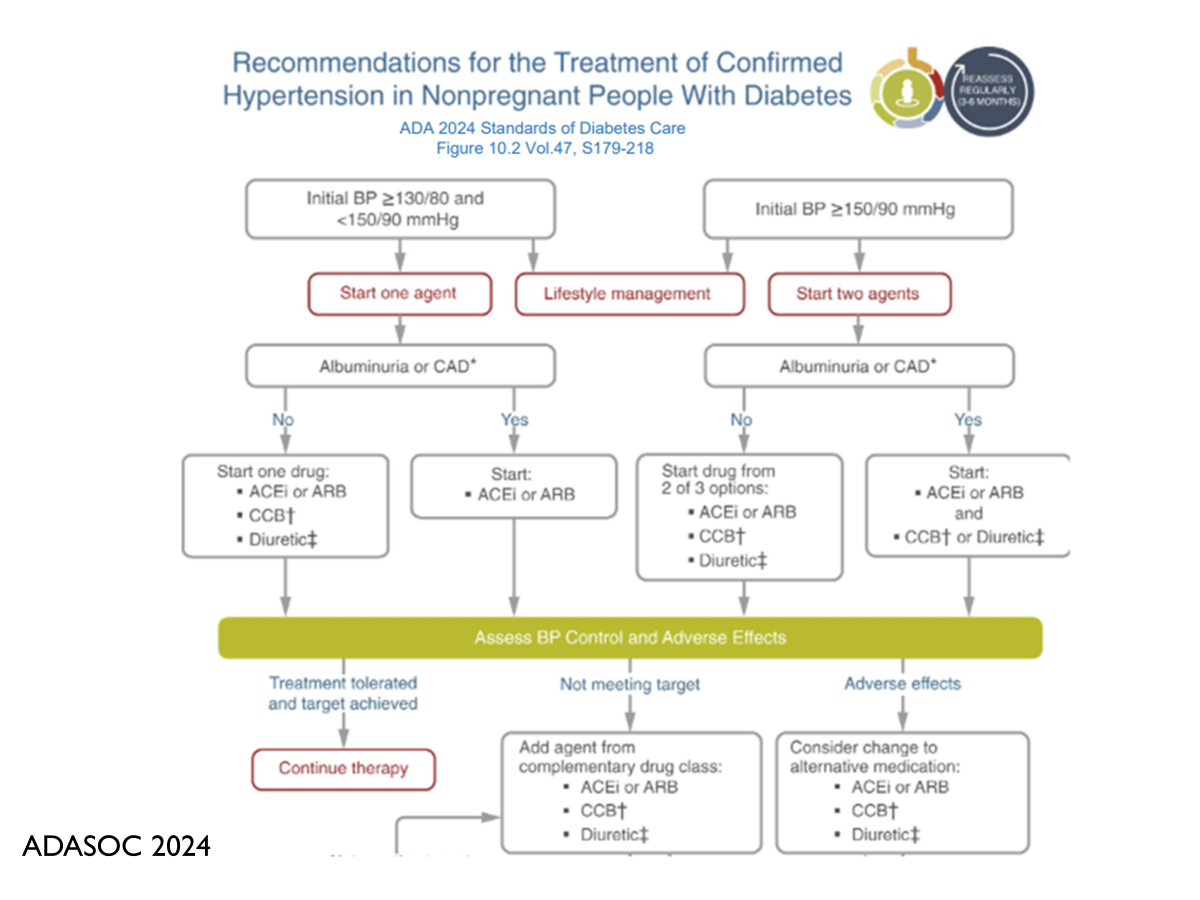 Recommendations for the Treatment of Confirmed
Hypertension in Nonpregnant People With Diabetes
ADA 2024 Standards of Diabetes Care
Figure 10.2 Vol.47, S179-218
REASSESS
REGULARLY
(3-6 MONTHS)
Initial BP ≥130/80 and
<150/90 mmHg
Initial BP ≥150/90 mmHg
Start one agent
Lifestyle management
Start two agents
Albuminuria or CAD*
Albuminuria or CAD*
No
Yes
No
Yes
Start one drug:
▪ ACEi or ARB
▪ CCB†
▪ Diuretic‡
Start:
▪ ACEi or ARB
Start drug from
2 of 3 options:
▪ ACEi or ARB
▪ CCB†
▪ Diuretic‡
Start:
▪ ACEi or ARB
and
▪ CCB† or Diuretic‡
Assess BP Control and Adverse Effects
Treatment tolerated
and target achieved
Not meeting target
Adverse effects
Continue therapy
Add agent from
complementary drug class:
▪ ACEi or ARB
▪ CCB†
▪ Diuretic‡
Consider change to
alternative medication:
▪ ACEi or ARB
▪ CCB†
▪ Diuretic‡
ADASOC 2024